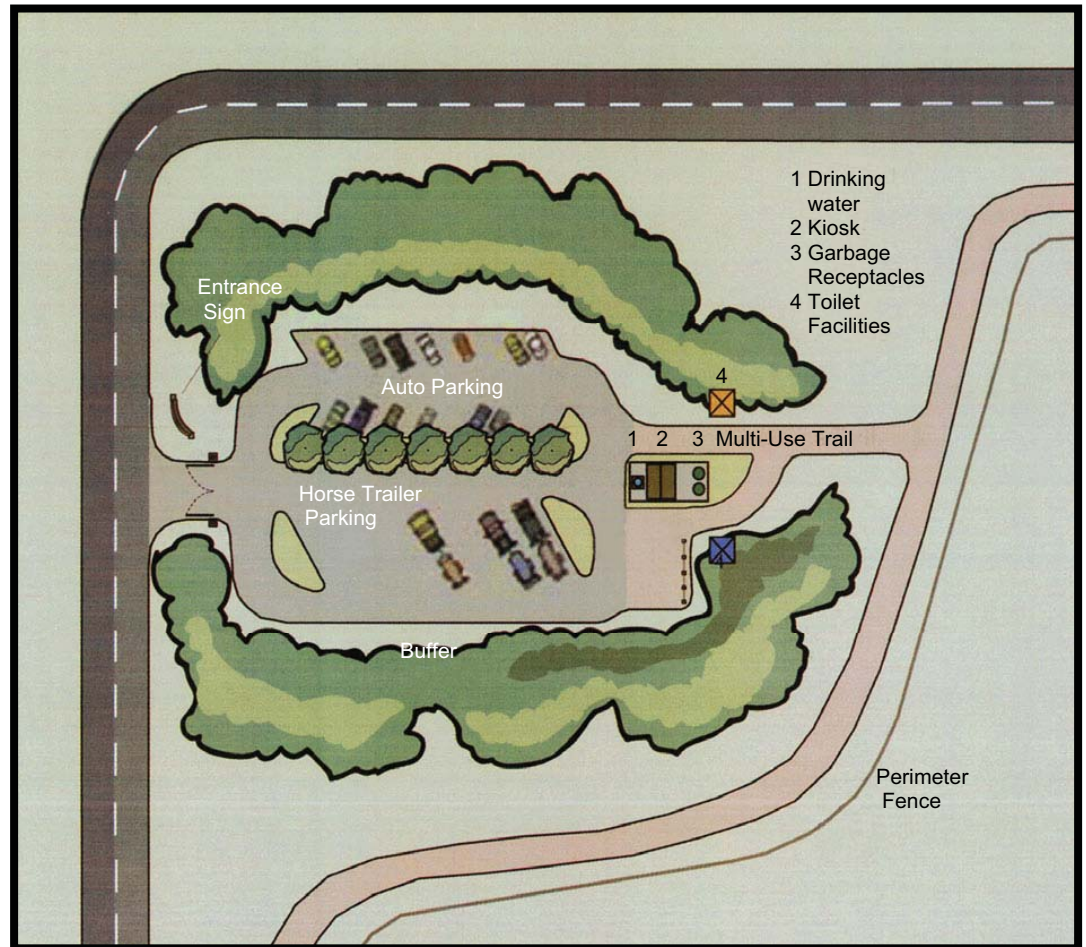 1 Drinking
water
2 Kiosk
3 Garbage
Receptacles
4 Toilet
Facilities
Entrance
Sign
Auto Parking
4
1 2 3 Multi-Use Trail
Horse Trailer
Parking
Buffer
Perimeter
Fence